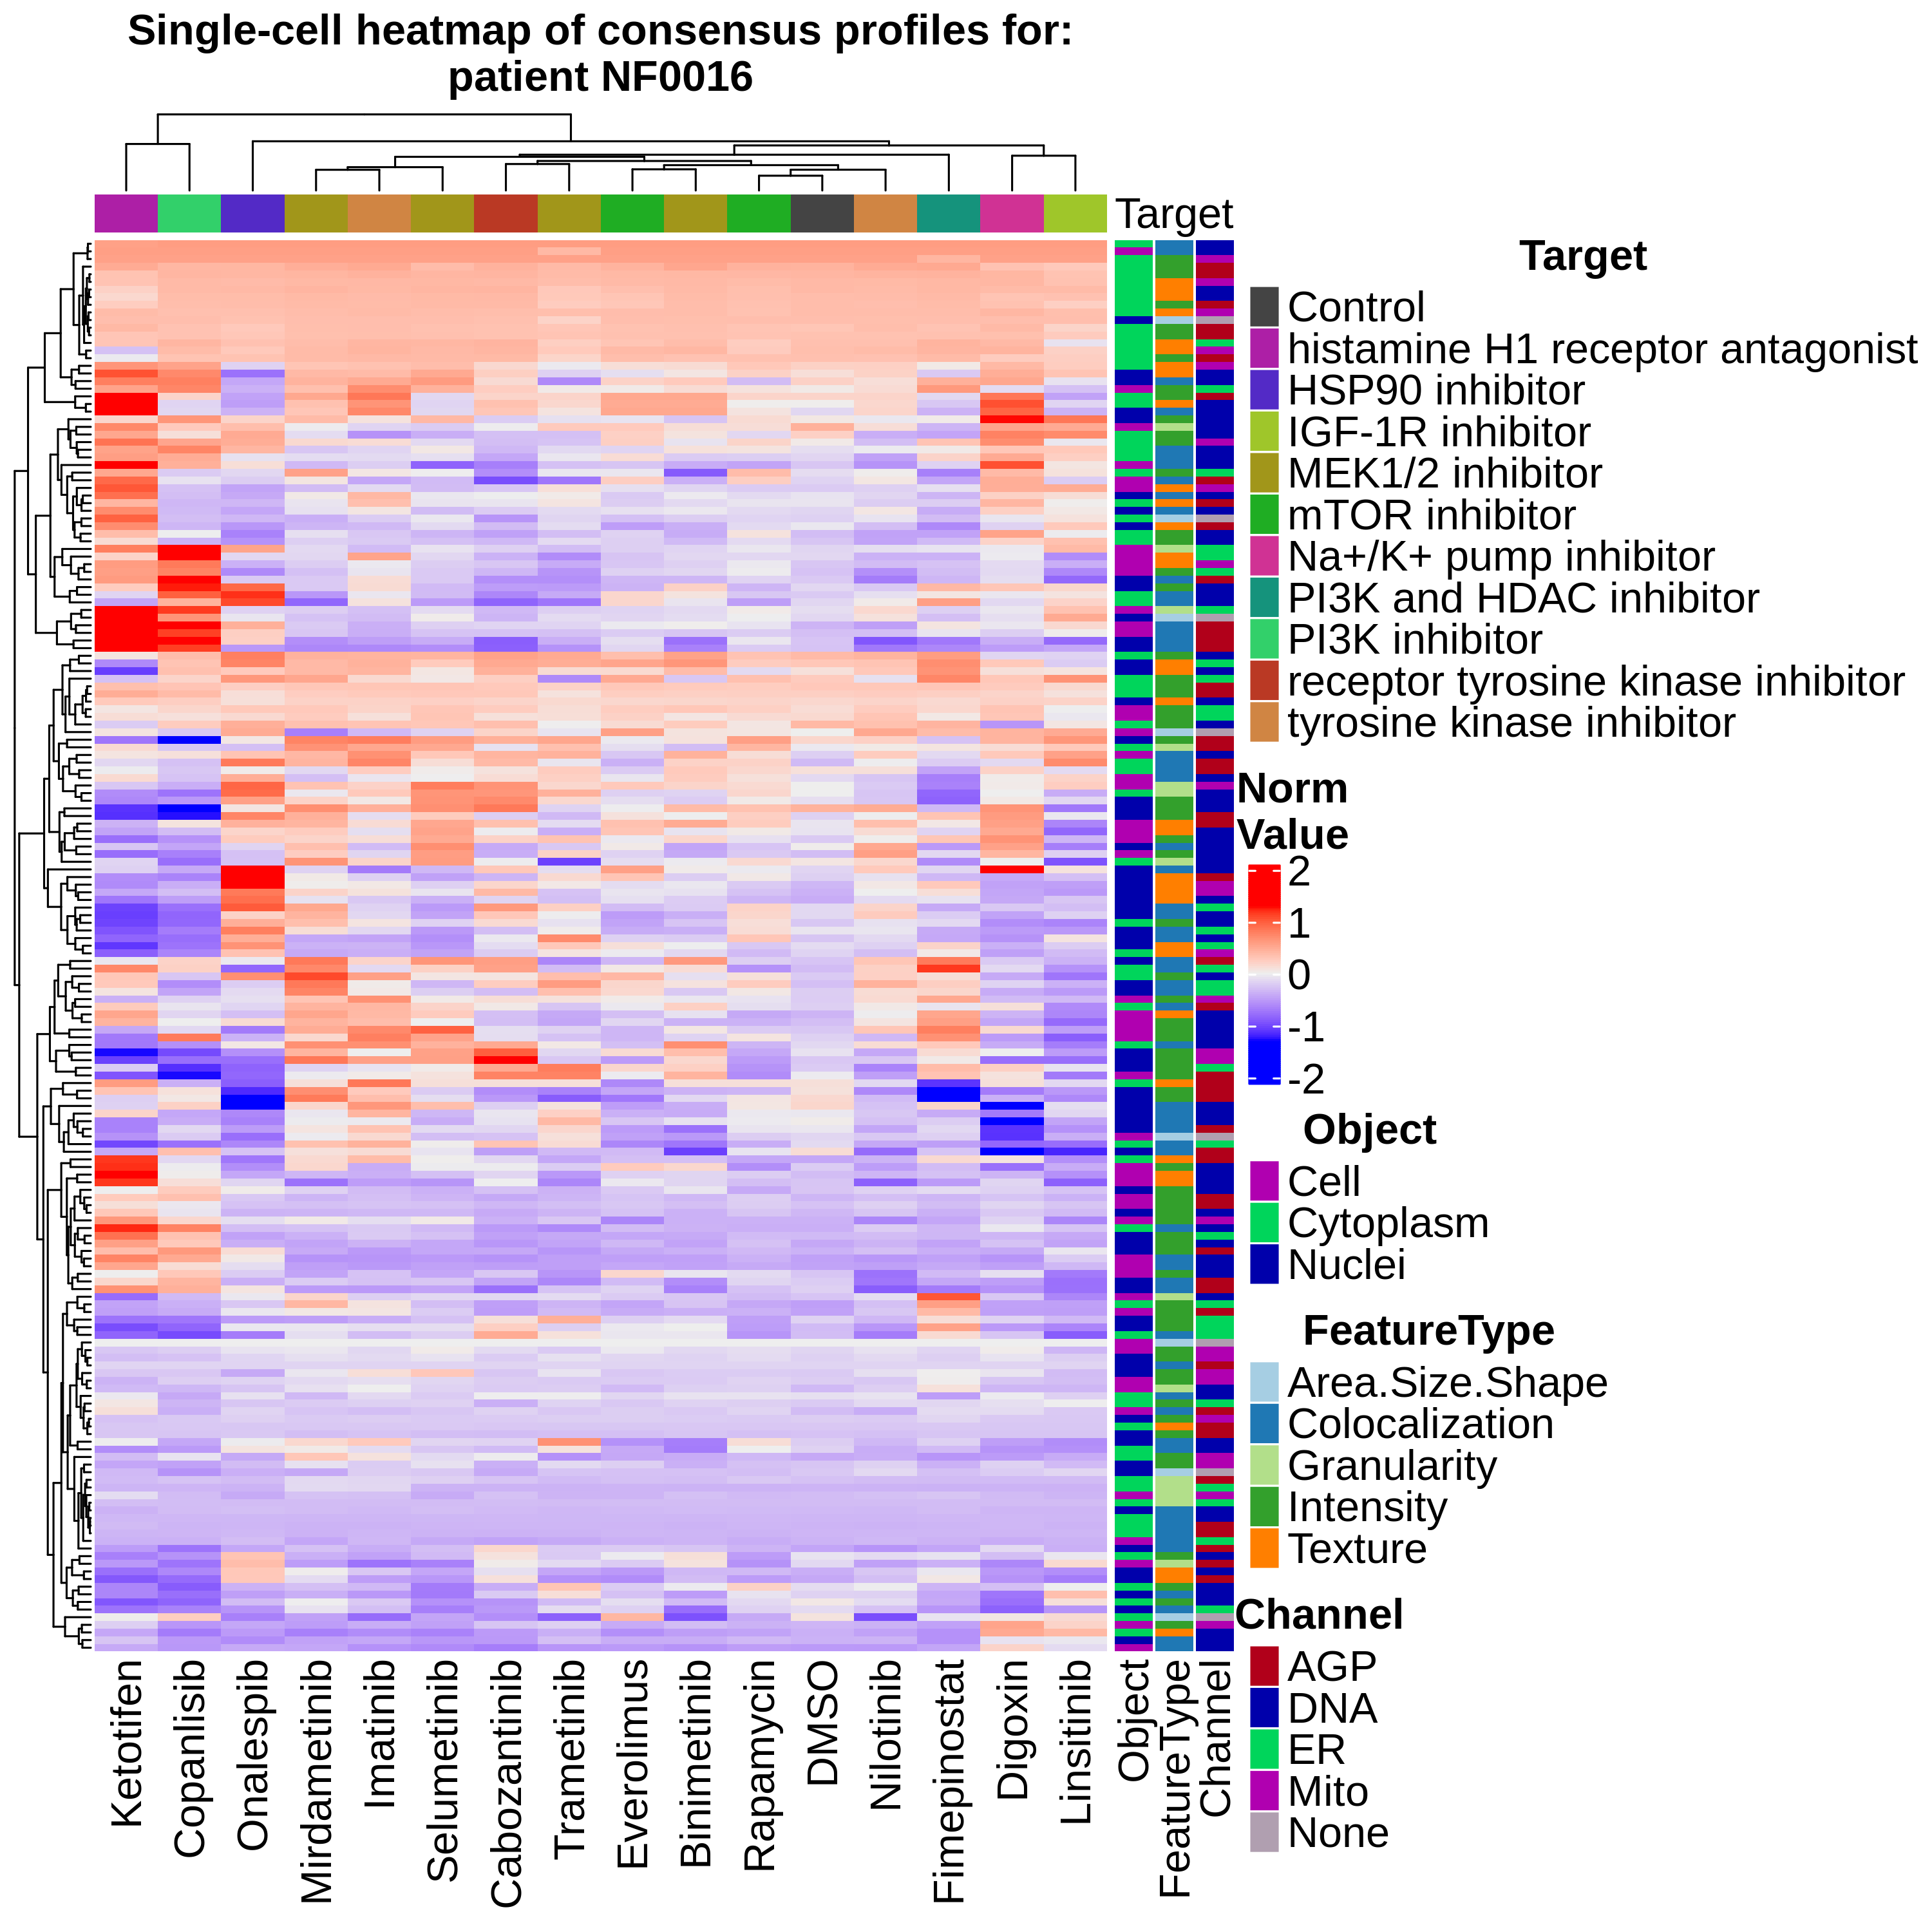 Single-cell heatmap of consensus profiles for:
patient NF0016
Target
Target
Control
histamine H1 receptor antagonist
HSP90 inhibitor
IGF-1R inhibitor
MEK1/2 inhibitor
mTOR inhibitor
Na+/K+ pump inhibitor
PI3K and HDAC inhibitor
PI3K inhibitor
receptor tyrosine kinase inhibitor
tyrosine kinase inhibitor
Norm
Value
2
1
0
-1
-2
Object
Cell
Cytoplasm
Nuclei
FeatureType
Area.Size.Shape
Colocalization
Granularity
Intensity
Texture
Channel
AGP
DNA
ER
Mito
None
Ketotifen
Copanlisib
Onalespib
Mirdametinib
Imatinib
Selumetinib
Cabozantinib
Trametinib
Everolimus
Binimetinib
Rapamycin
DMSO
Nilotinib
Fimepinostat
Digoxin
Linsitinib
Object
FeatureType
Channel